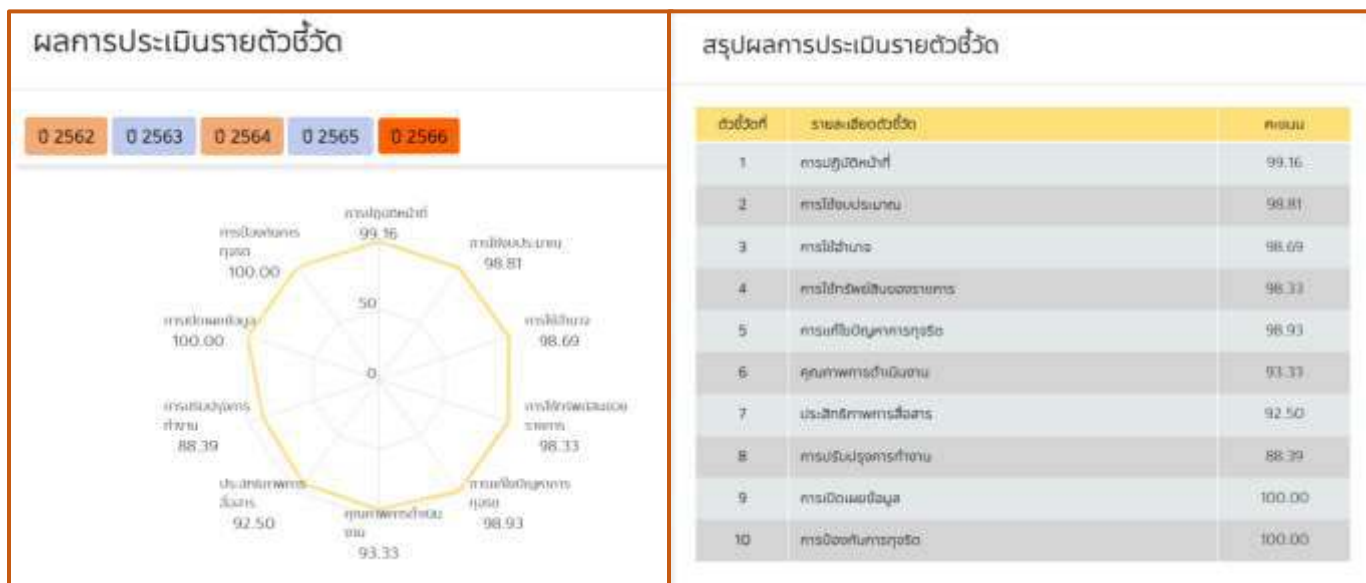 ผลการประเมินรายตัวชี้วัด
ปี 2562 ปี 2563 ปี 2564 ปี 2565 ปี 2566
การปฏิบัติหน้าที่
99.16
การใช้งบประมาณ
98.81
การใช้อำนาจ
98.69
การใช้ทรัพย์สินของ
ราชการ
98.33
การแก้ไขปัญหาการ
ทุจริต
98.93
คุณภาพการดำเนิน
งาน
93.33
ประสิทธิภาพการ
สื่อสาร
92.50
การปรับปรุงการ
ทำงาน
88.39
การเปิดเผยข้อมูล
100.00
การป้องกันการ
ทุจริต
100.00
50
0
สรุปผลการประเมินรายตัวชี้วัด
ตัวชี้วัดที่ รายละเอียดตัวชี้วัด คะแนน
1 การปฏิบัติหน้าที่ 99.16
2 การใช้งบประมาณ 98.81
3 การใช้อำนาจ 98.69
4 การใช้ทรัพย์สินของราชการ 98.33
5 การแก้ไขปัญหาการทุจริต 98.93
6 คุณภาพการดำเนินงาน 93.33
7 ประสิทธิภาพการสื่อสาร 92.50
8 การปรับปรุงการทำงาน 88.39
9 การเปิดเผยข้อมูล 100.00
10 การป้องกันการทุจริต 100.00